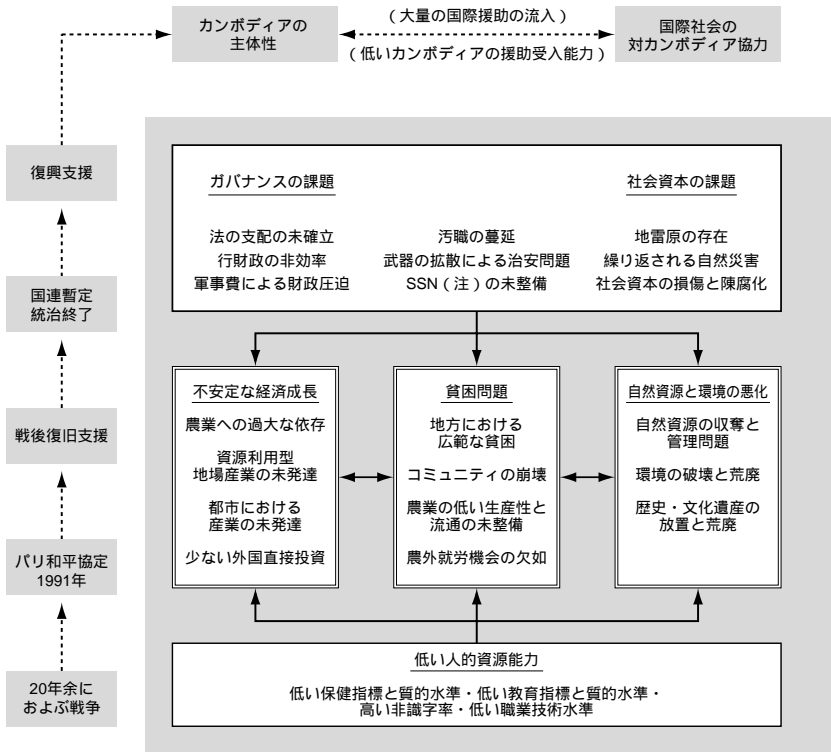 カンボディアの
主体性
（大量の国際援助の流入）
（低いカンボディアの援助受入能力）
国際社会の
対カンボディア協力
復興支援
国連暫定
統治終了
戦後復旧支援
パリ和平協定
1991年
20年余に
およぶ戦争
ガバナンスの課題
社会資本の課題
法の支配の未確立
汚職の蔓延
地雷原の存在
行財政の非効率
武器の拡散による治安問題
繰り返される自然災害
軍事費による財政圧迫
SSN（注）の未整備
社会資本の損傷と陳腐化
不安定な経済成長
農業への過大な依存
資源利用型
地場産業の未発達
都市における
産業の未発達
少ない外国直接投資
貧困問題
地方における
広範な貧困
コミュニティの崩壊
農業の低い生産性と
流通の未整備
農外就労機会の欠如
自然資源と環境の悪化
自然資源の収奪と
管理問題
環境の破壊と荒廃
歴史・文化遺産の
放置と荒廃
低い人的資源能力
低い保健指標と質的水準・低い教育指標と質的水準・
高い非識字率・低い職業技術水準